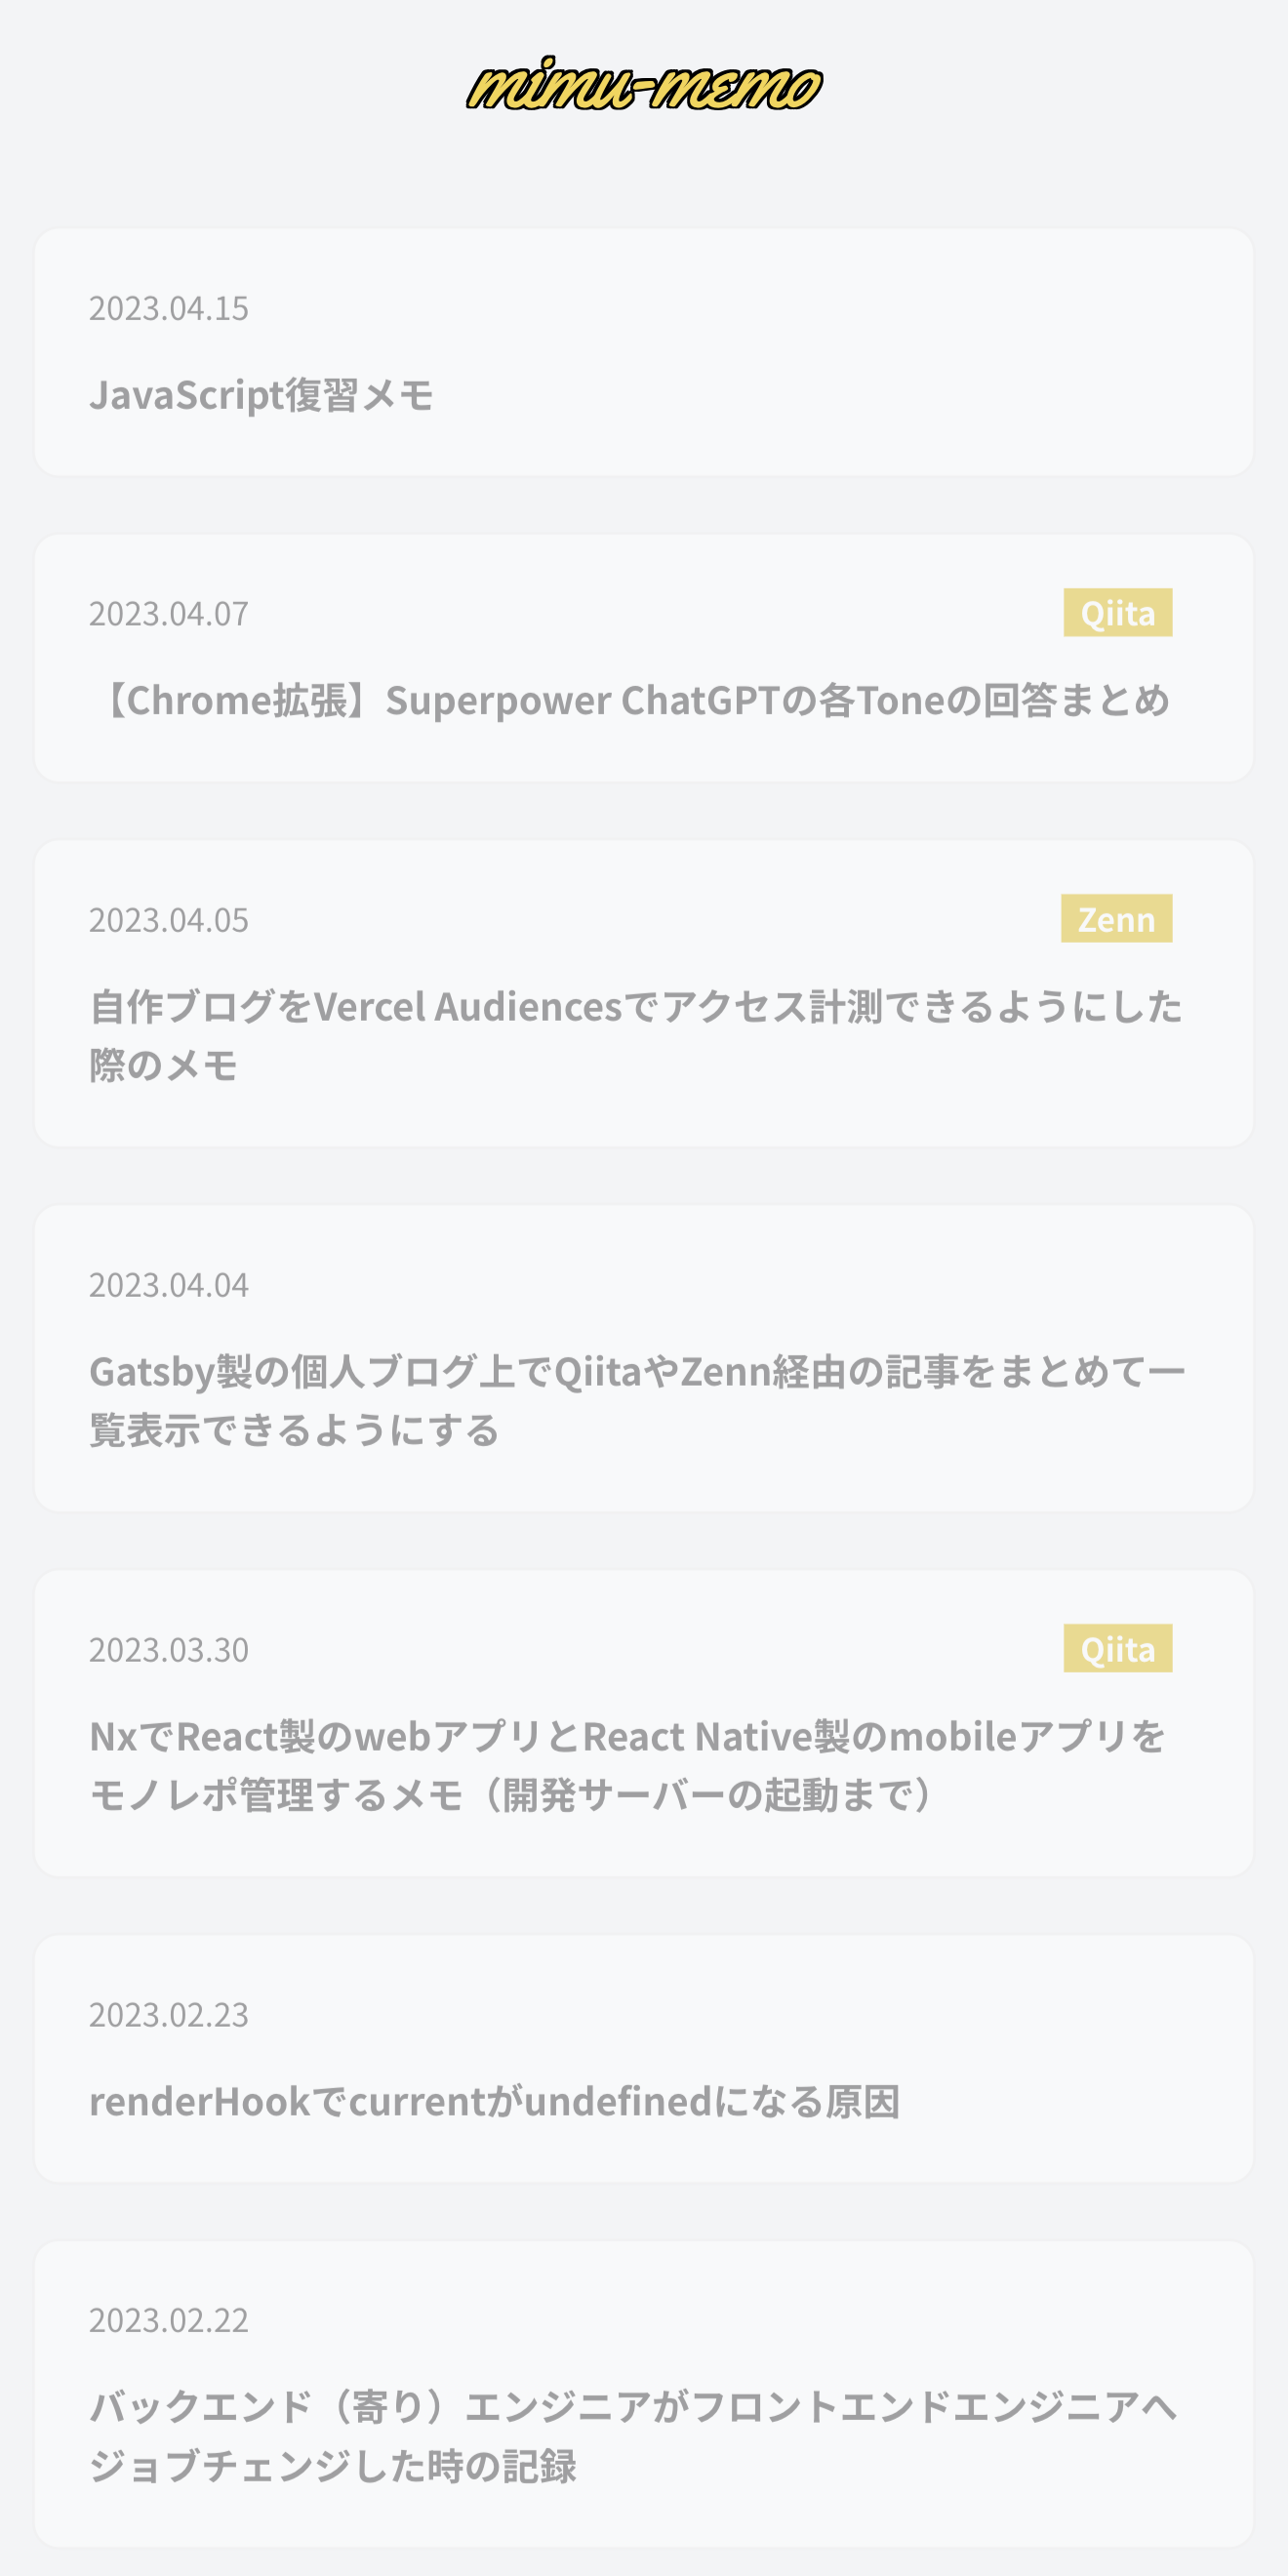 mimu-memo
2023.04.15
JavaScript復習メモ
2023.04.07
Qiita
【Chrome拡張】Superpower ChatGPTの各Toneの回答まとめ
2023.04.05
Zenn
自作ブログをVercel Audiencesでアクセス計測できるようにした
際のメモ
2023.04.04
Gatsby製の個人ブログ上でQiitaやZenn経由の記事をまとめて一
覧表示できるようにする
2023.03.30
Qiita
NxでReact製のwebアプリとReact Native製のmobileアプリを
モノレポ管理するメモ（開発サーバーの起動まで）
2023.02.23
renderHookでcurrentがundefinedになる原因
2023.02.22
バックエンド（寄り）エンジニアがフロントエンドエンジニアへ
ジョブチェンジした時の記録